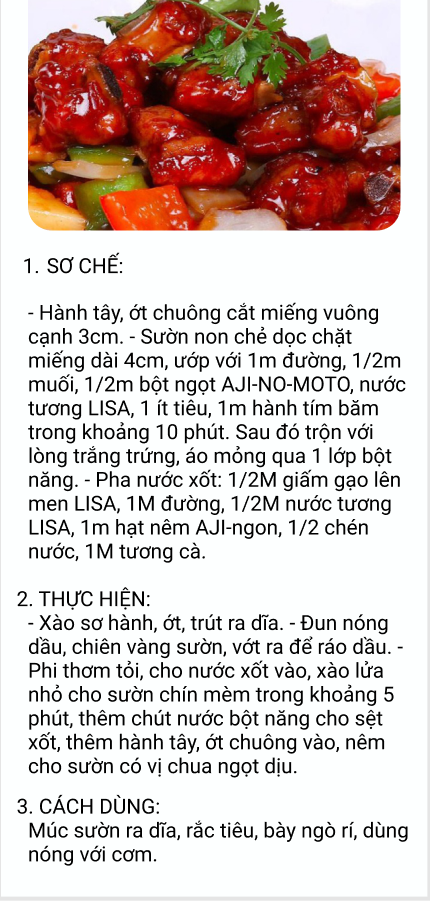 1. SƠ CHẾ:
- Hành tây, ớt chuông cắt miếng vuông
cạnh 3cm. - Sườn non chẻ dọc chặt
miếng dài 4cm, ướp với 1m đường, 1/2m
muối, 1/2m bột ngọt AJI-NO-MOTO, nước
tương LISA, 1 ít tiêu, 1m hành tím băm
trong khoảng 10 phút. Sau đó trộn với
lòng trắng trứng, áo mỏng qua 1 lớp bột
năng. - Pha nước xốt: 1/2M giấm gạo lên
men LISA, 1M đường, 1/2M nước tương
LISA, 1m hạt nêm AJI-ngon, 1/2 chén
nước, 1M tương cà.
2. THỰC HIỆN:
- Xào sơ hành, ớt, trút ra dĩa. - Đun nóng
dầu, chiên vàng sườn, vớt ra để ráo dầu. -
Phi thơm tỏi, cho nước xốt vào, xào lửa
nhỏ cho sườn chín mèm trong khoảng 5
phút, thêm chút nước bột năng cho sệt
xốt, thêm hành tây, ớt chuông vào, nêm
cho sườn có vị chua ngọt dịu.
3. CÁCH DÙNG:
Múc sườn ra dĩa, rắc tiêu, bày ngò rí, dùng
nóng với cơm.